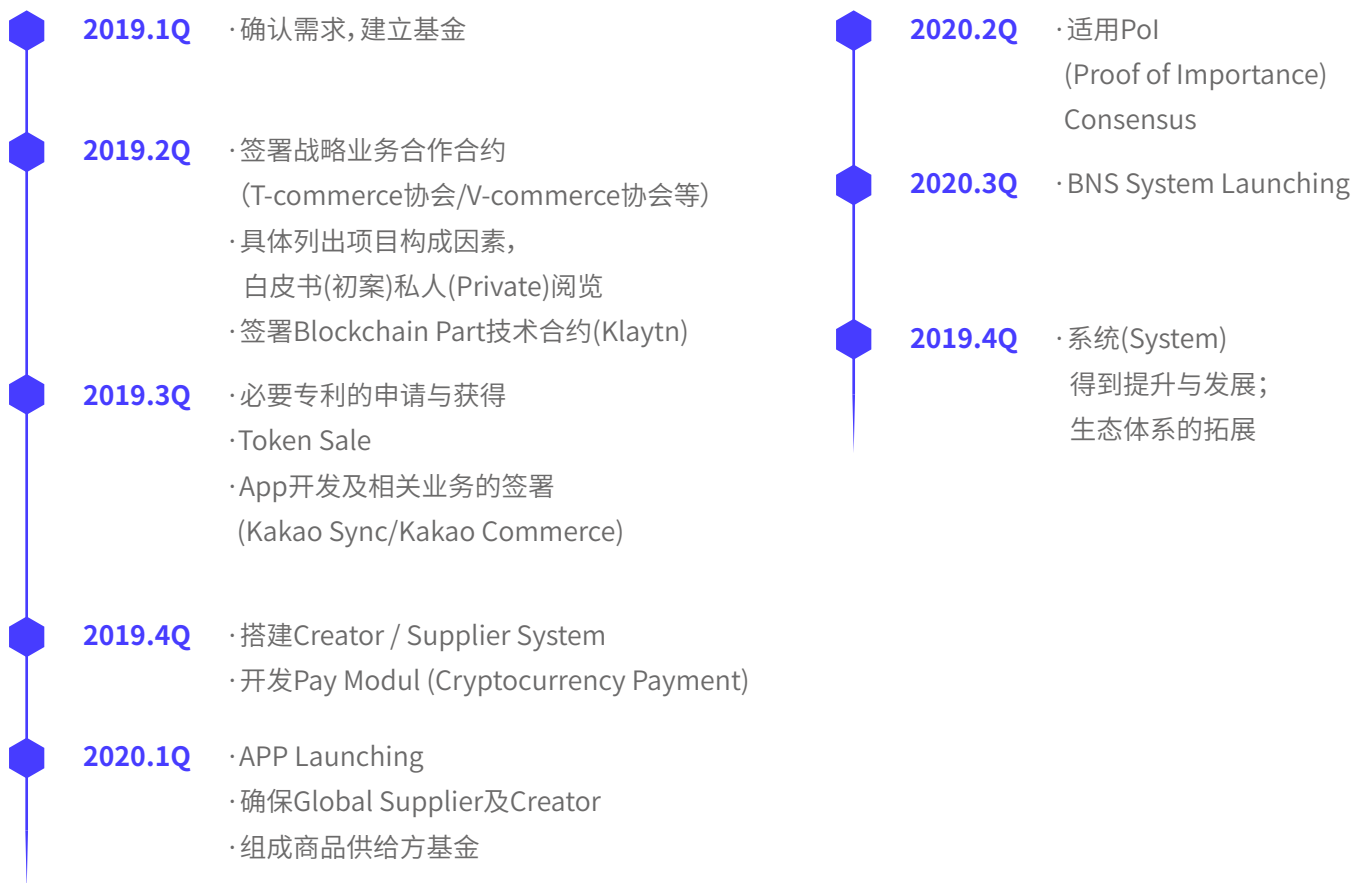 2019.1Q ·确认需求，建立基金
2019.2Q ·签署战略业务合作合约
（T-commerce协会/V-commerce协会等）
·具体列出项目构成因素，
白皮书(初案)私人(Private)阅览
·签署Blockchain Part技术合约(Klaytn)
2019.3Q ·必要专利的申请与获得
·Token Sale
·App开发及相关业务的签署
(Kakao Sync/Kakao Commerce)
2019.4Q ·搭建Creator / Supplier System
·开发Pay Modul (Cryptocurrency Payment)
2020.1Q ·APP Launching
·确保Global Supplier及Creator
·组成商品供给方基金
2020.2Q ·适用PoI
(Proof of Importance)
Consensus
2020.3Q ·BNS System Launching
2019.4Q ·系统(System)
得到提升与发展；
生态体系的拓展